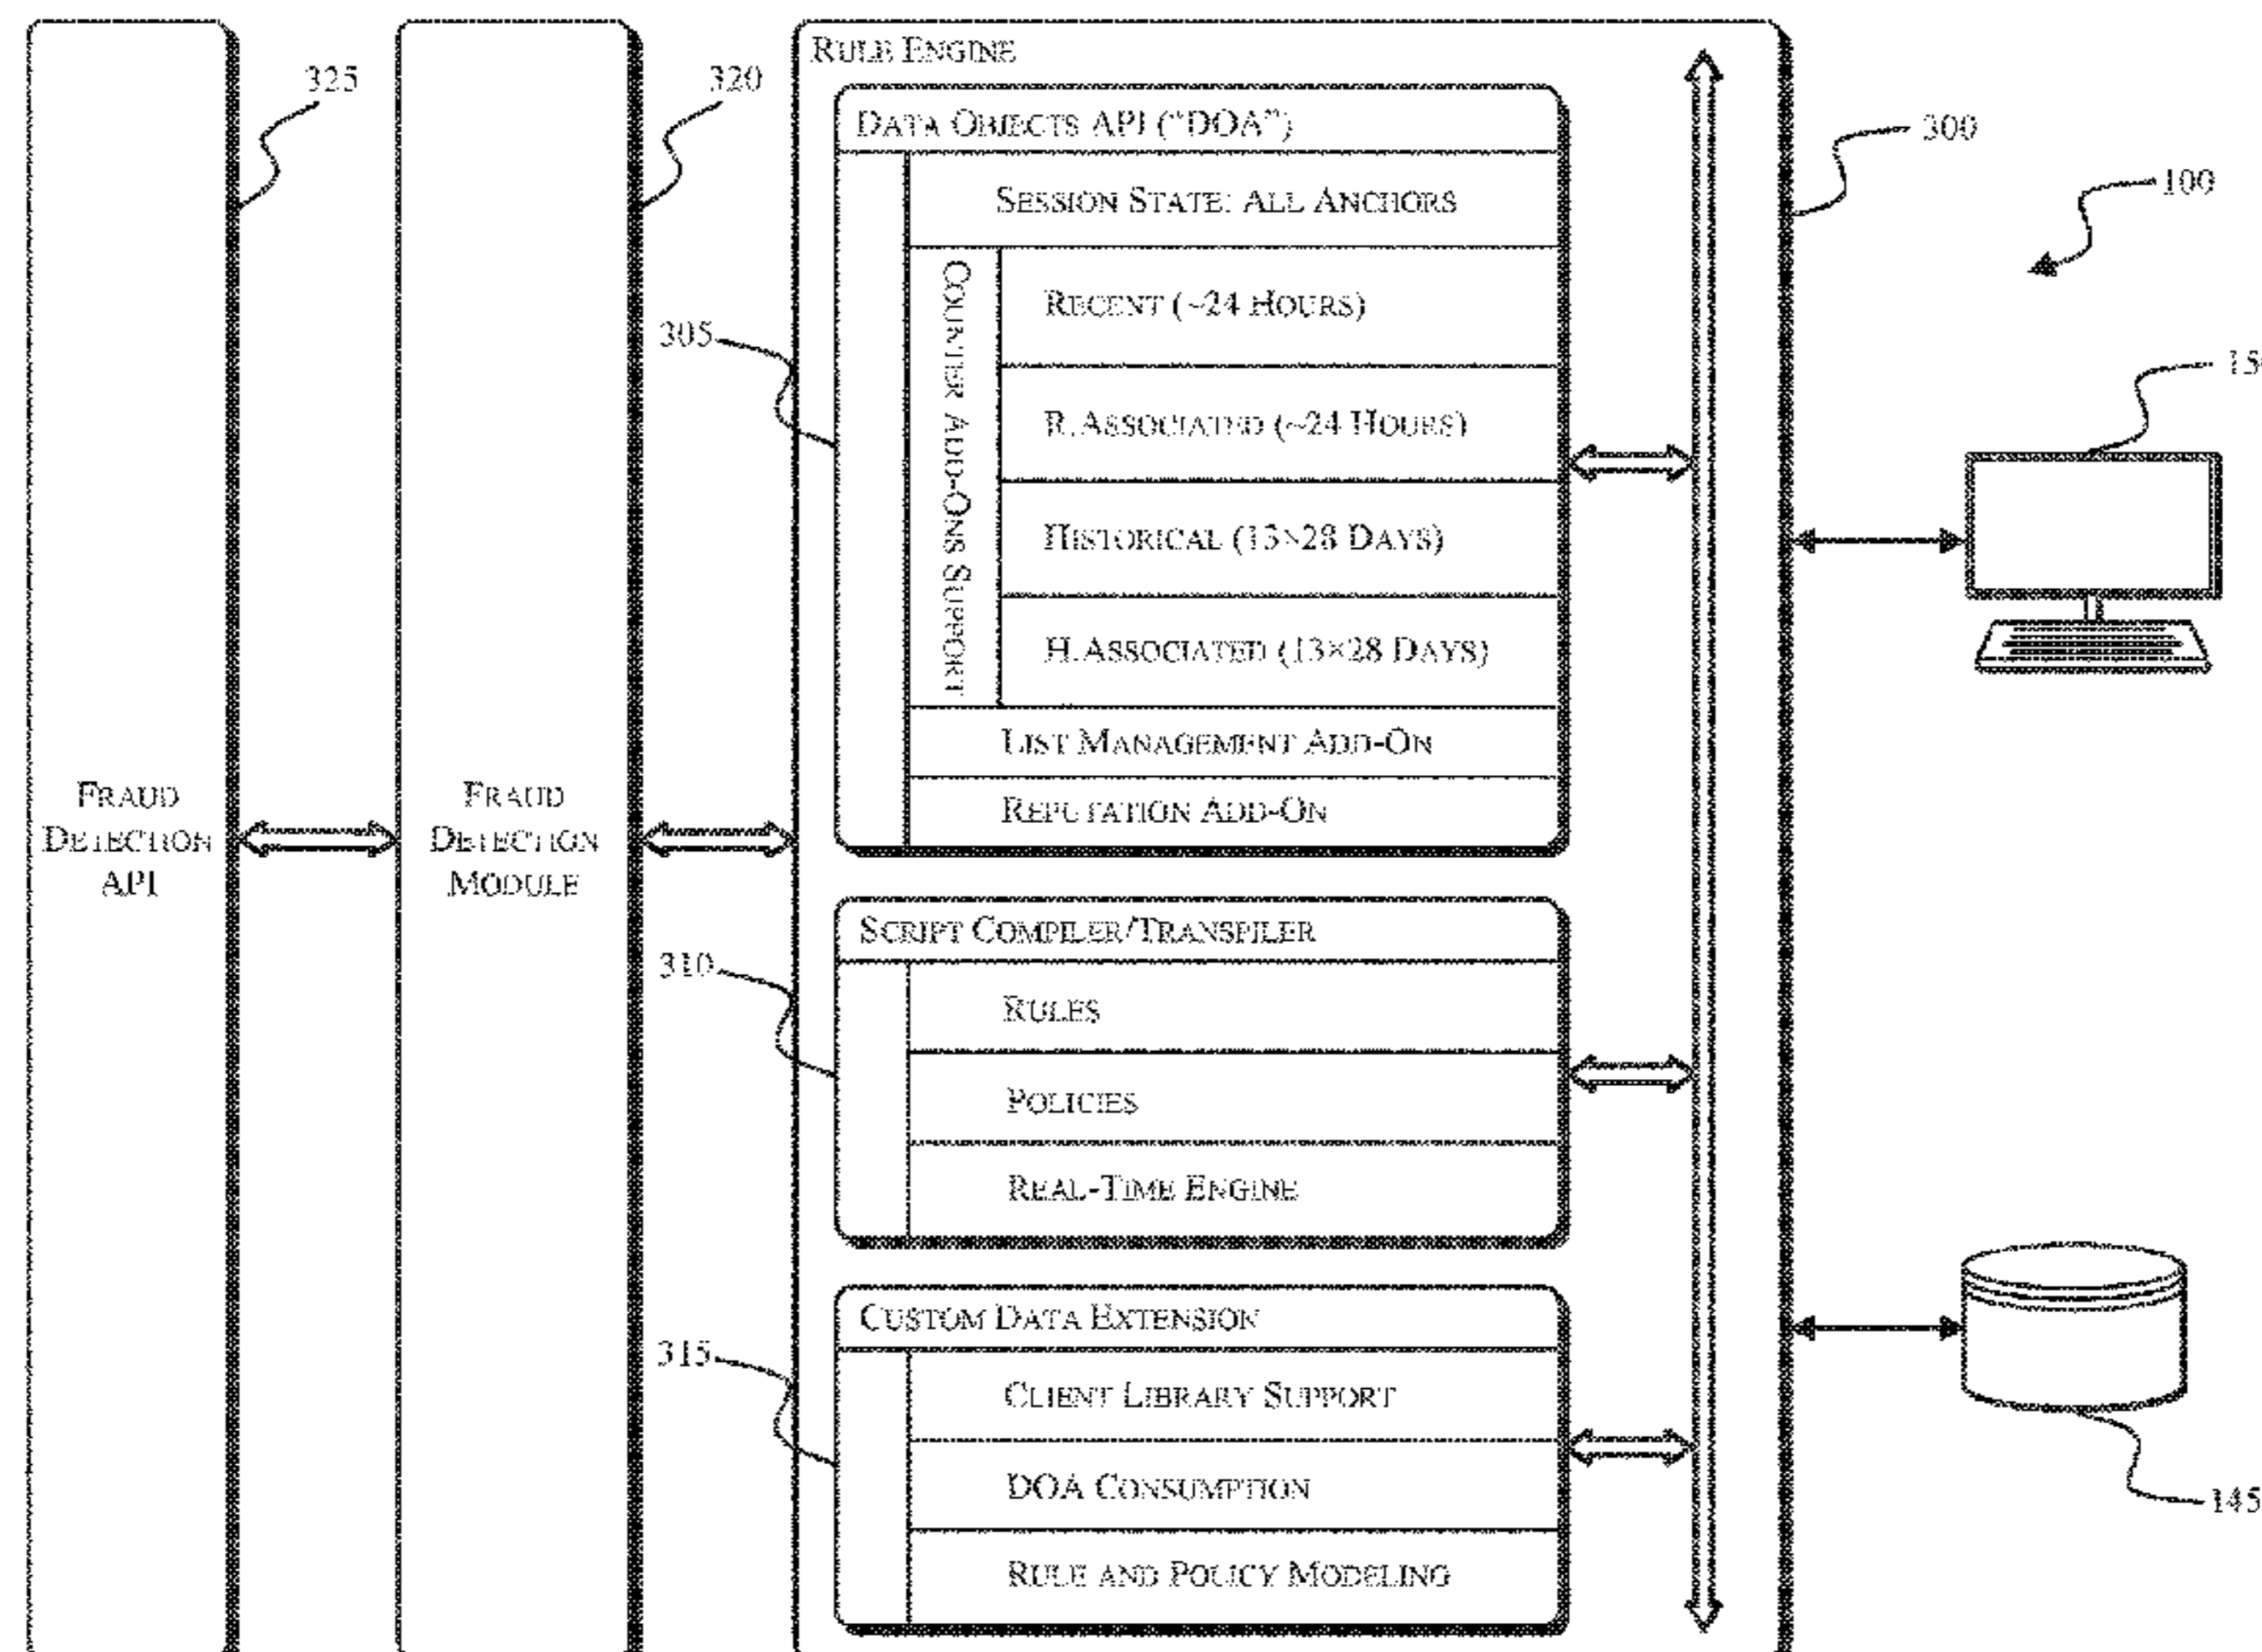 325
320
RULE ENGINE
300
100
DATA OBJECTS API ("DOA")
SESSION STATE: ALL ANCHORS
COUNTER ADD-ONS SUPPORT
RECENT (~24 HOURS)
305
R.ASSOCIATED (~24 HOURS)
HISTORICAL (13×28 DAYS)
H.ASSOCIATED (13×28 DAYS)
LIST MANAGEMENT ADD-ON
REPUTATION ADD-ON
FRAUD
DETECTION
API
FRAUD
DETECTION
MODULE
SCRIPT COMPILER/TRANSPILER
310
RULES
POLICIES
REAL-TIME ENGINE
CUSTOM DATA EXTENSION
315
CLIENT LIBRARY SUPPORT
DOA CONSUMPTION
RULE AND POLICY MODELING
145